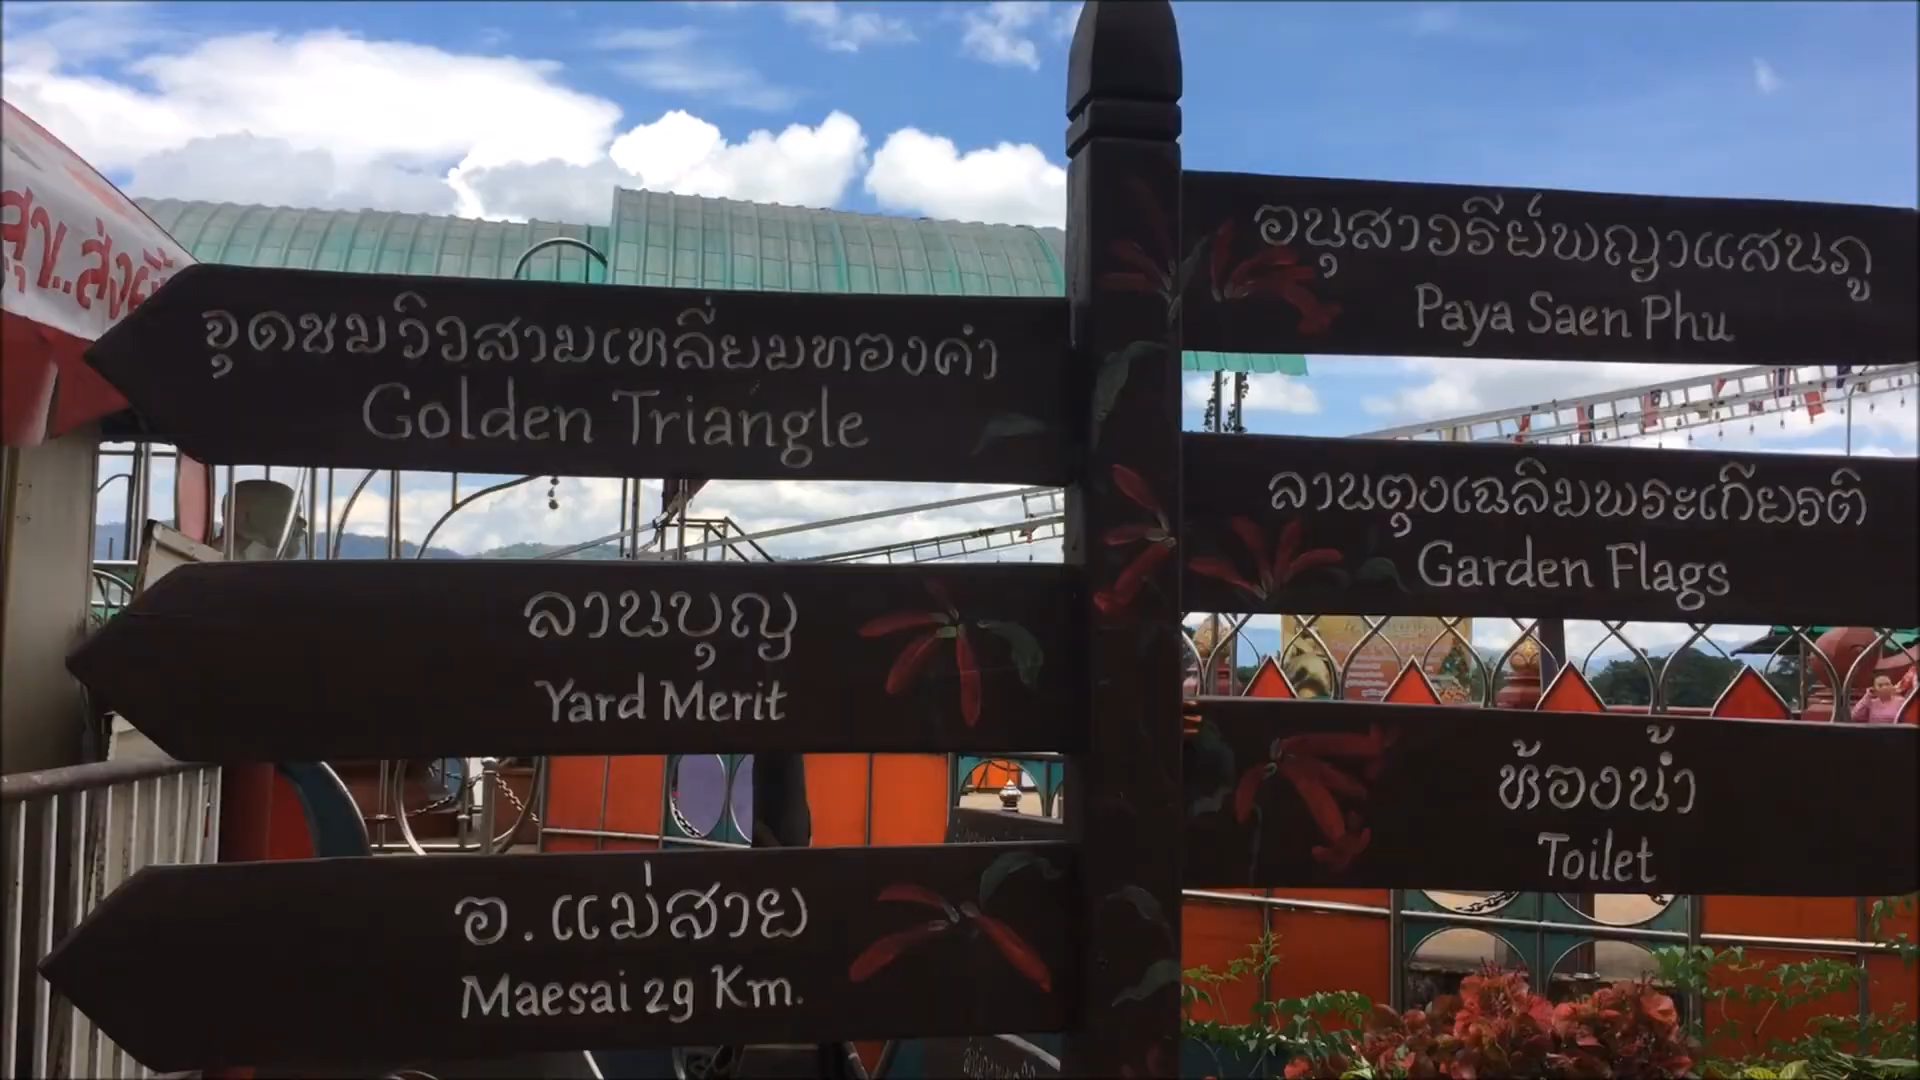 จุดชมวิวสามเหลี่ยมทองคำ
Golden Triangle
ลานบุญ
Yard Merit
อ.แม่สาย
Maesai 29 Km.
อนุสาวรีย์พญาแสนภู
Paya Saen Phu
ลานตุงเฉลิมพระเกียรติ
Garden Flags
ห้องน้ำ
Toilet